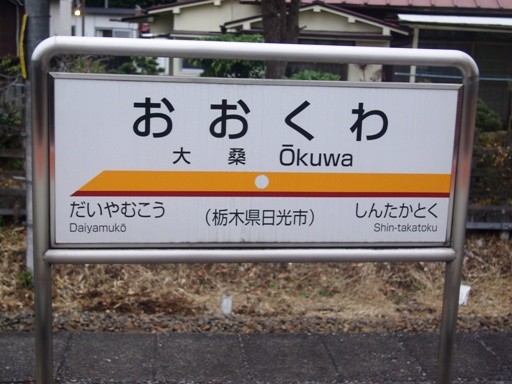 おおくわ
大桑 Ōkuwa
だいやむこう
Daiyamukō
(栃木県日光市)
しんたかとく
Shin-takatoku